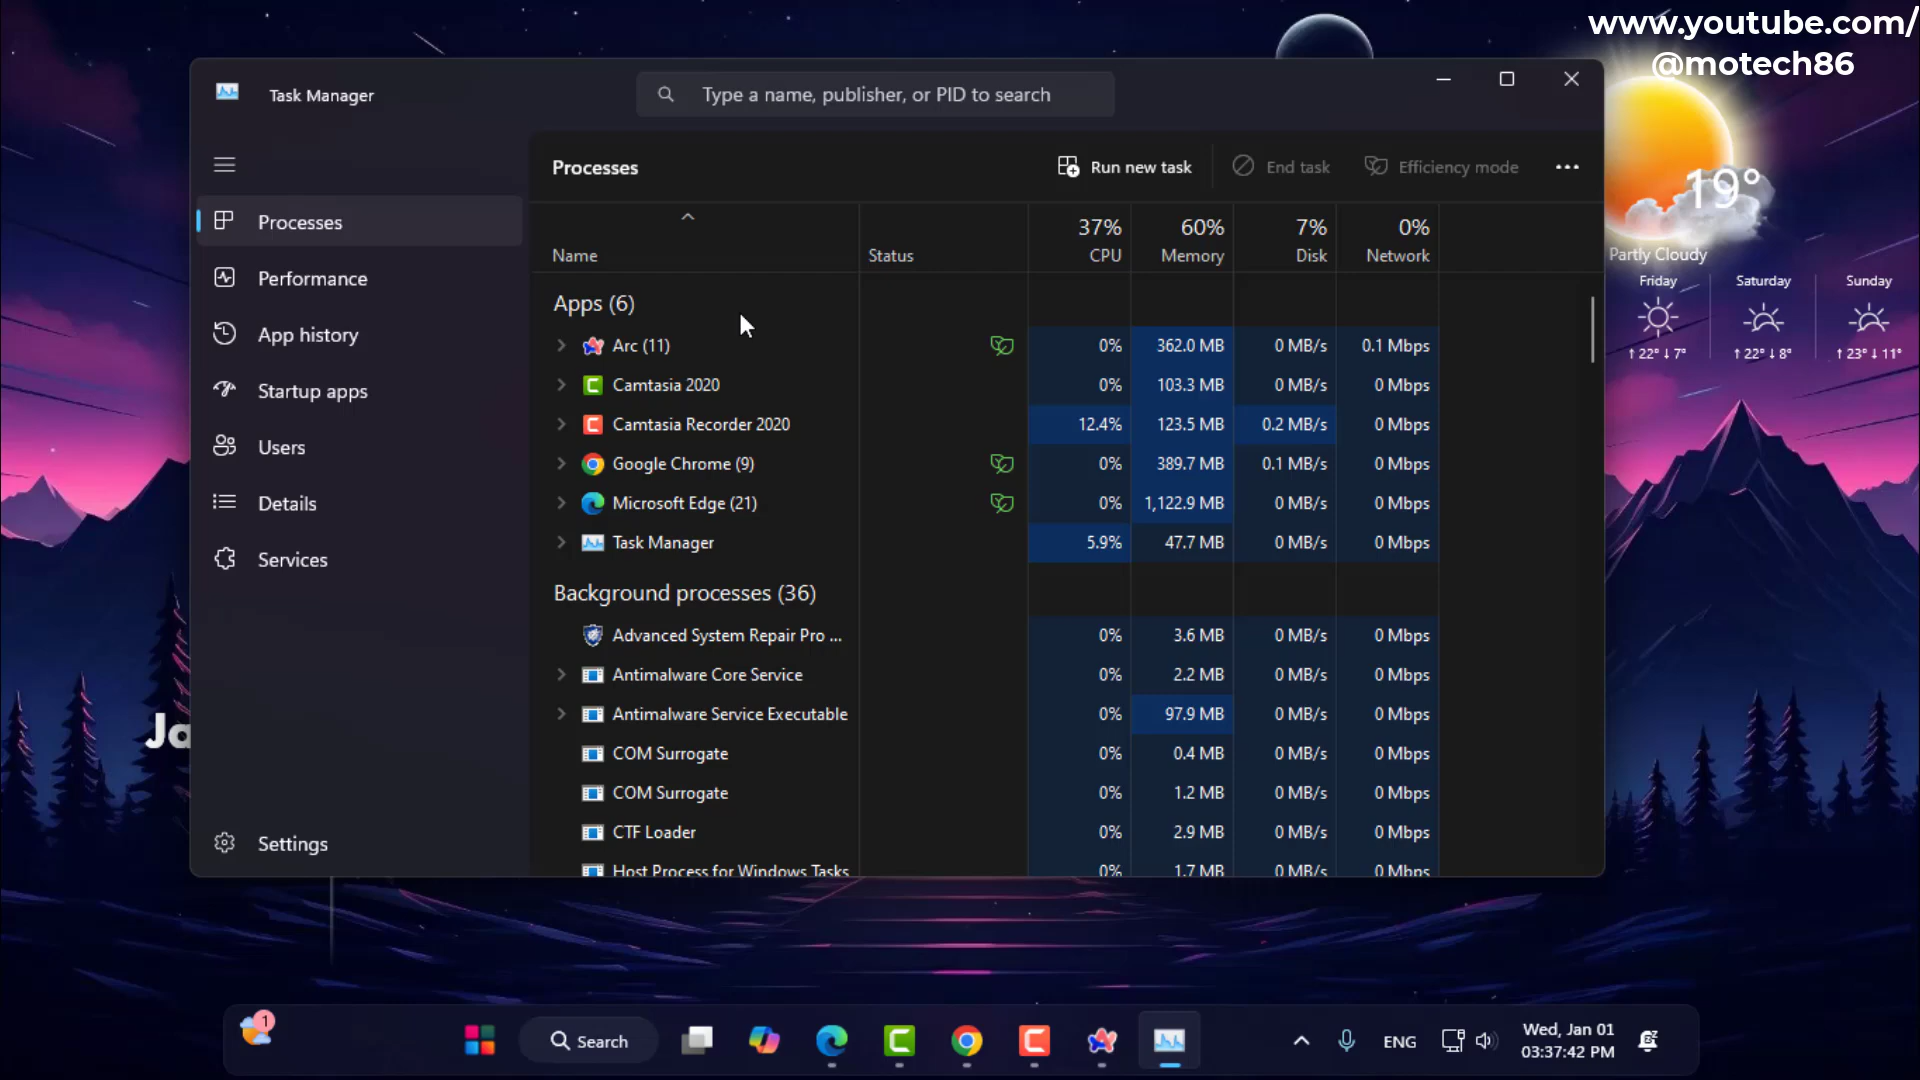 www.youtube.com/
@motech86
Task Manager
Type a name, publisher, or PID to search
Processes
Run new task
End task
Efficiency mode
Processes
Performance
App history
Startup apps
Users
Details
Services
Settings
37% 60% 7% 0%
Name Status CPU Memory Disk Network
Apps (6)
Arc (11) 0% 362.0 MB 0 MB/s 0.1 Mbps
Camtasia 2020 0% 103.3 MB 0 MB/s 0 Mbps
Camtasia Recorder 2020 12.4% 123.5 MB 0.2 MB/s 0 Mbps
Google Chrome (9) 0% 389.7 MB 0.1 MB/s 0 Mbps
Microsoft Edge (21) 0% 1,122.9 MB 0 MB/s 0 Mbps
Task Manager 5.9% 47.7 MB 0 MB/s 0 Mbps
Background processes (36)
Advanced System Repair Pro ... 0% 3.6 MB 0 MB/s 0 Mbps
Antimalware Core Service 0% 2.2 MB 0 MB/s 0 Mbps
Antimalware Service Executable 0% 97.9 MB 0 MB/s 0 Mbps
COM Surrogate 0% 0.4 MB 0 MB/s 0 Mbps
COM Surrogate 0% 1.2 MB 0 MB/s 0 Mbps
CTF Loader 0% 2.9 MB 0 MB/s 0 Mbps
Host Process for Windows Tasks 0% 1.7 MB 0 MB/s 0 Mbps
19°
Partly Cloudy
Friday Saturday Sunday
↑22° ↓7° ↑22° ↓8° ↑23° ↓11°
Ja
1
Search
ENG
Wed, Jan 01
03:37:42 PM